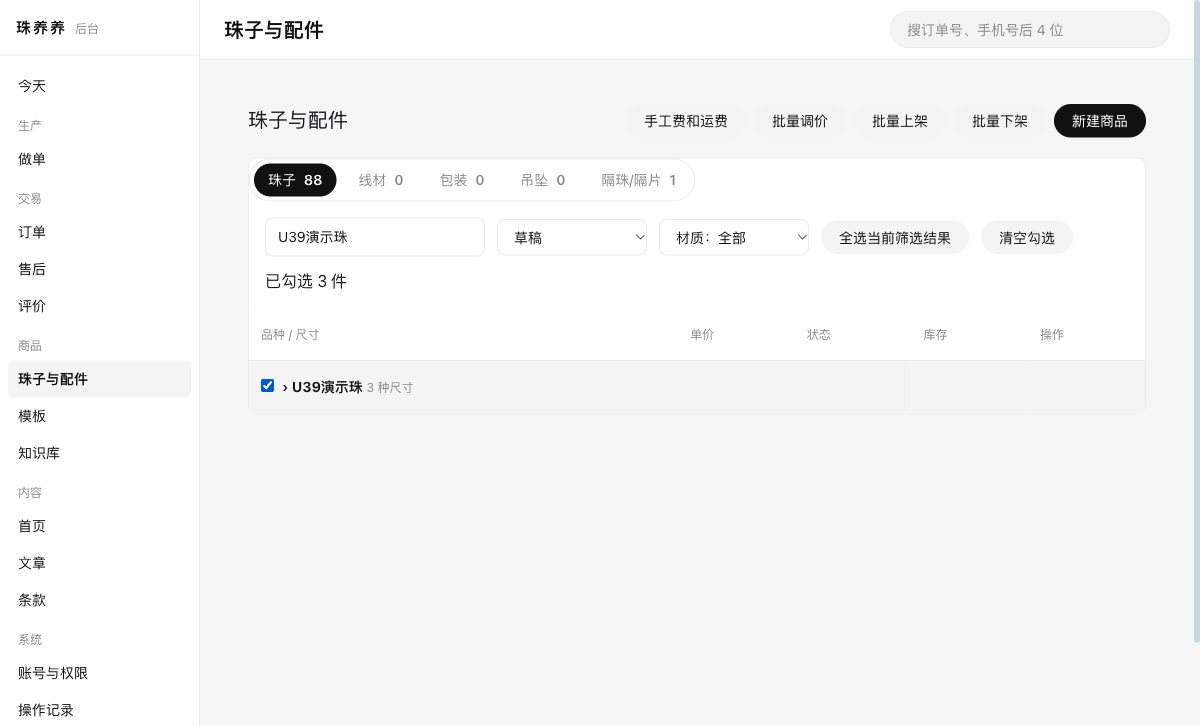 珠养养 后台
今天
生产
做单
交易
订单
售后
评价
商品
珠子与配件
模板
知识库
内容
首页
文章
条款
系统
账号与权限
操作记录
珠子与配件
搜订单号、手机号后 4 位
珠子与配件
手工费和运费 批量调价 批量上架 批量下架 新建商品
珠子 88 线材 0 包装 0 吊坠 0 隔珠/隔片 1
U39演示珠 草稿 材质：全部 全选当前筛选结果 清空勾选
已勾选 3 件
品种 / 尺寸 单价 状态 库存 操作
› U39演示珠 3 种尺寸